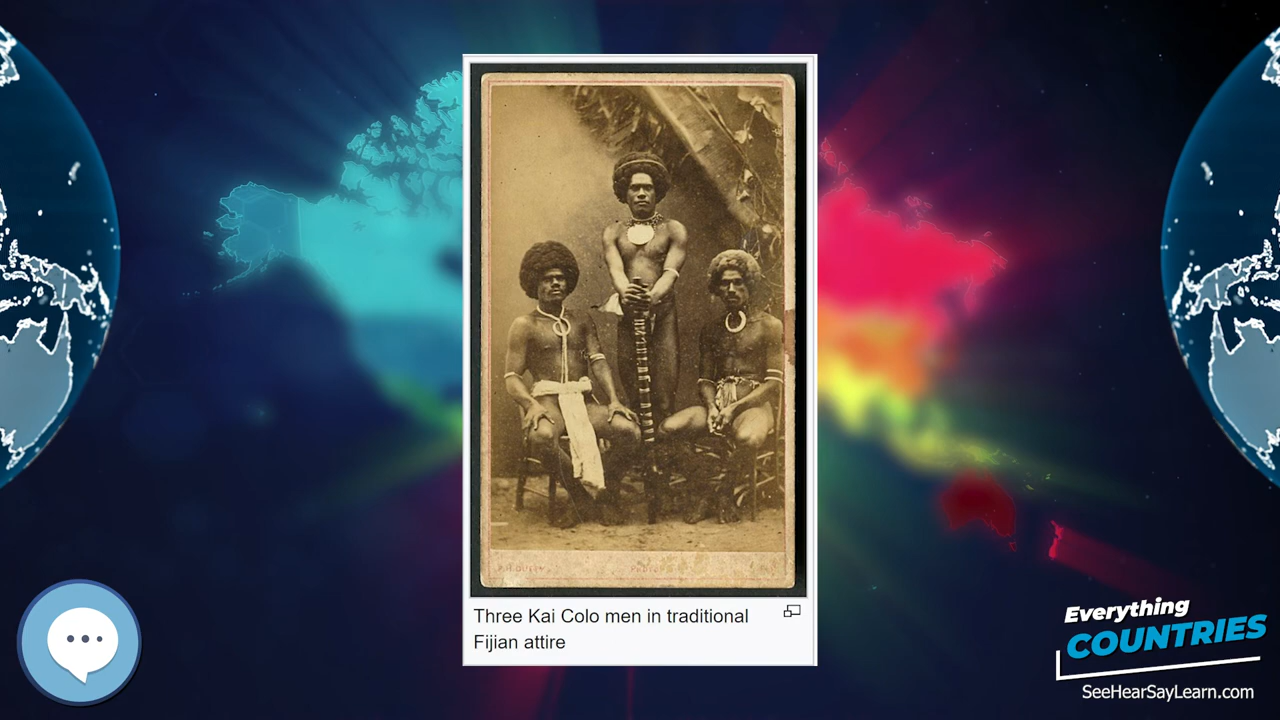 Three Kai Colo men in traditional
Fijian attire
Everything
COUNTRIES
SeeHearSayLearn.com